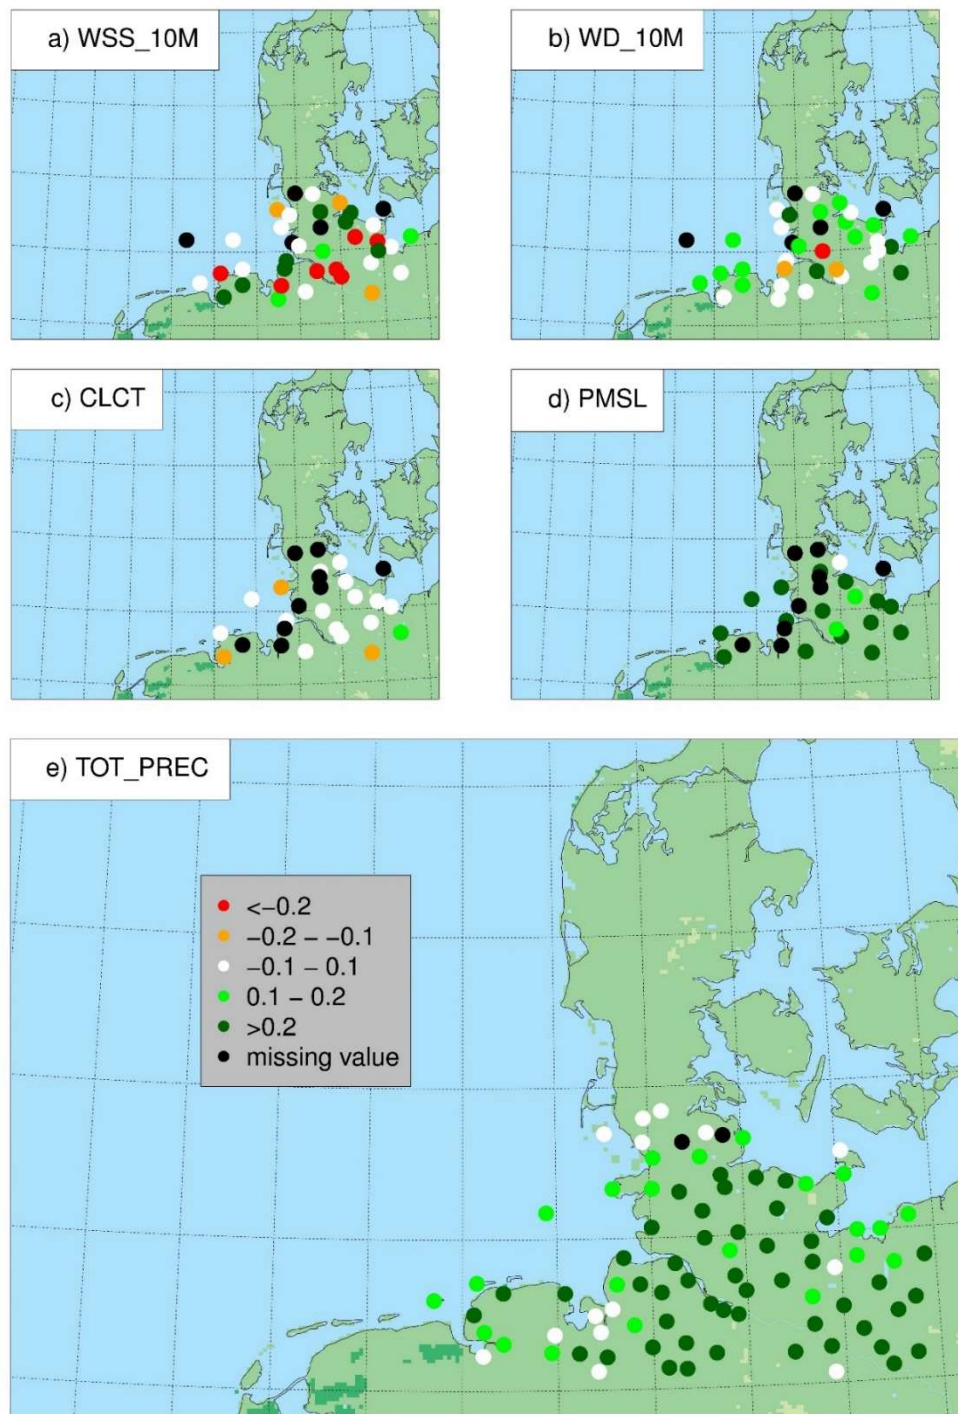 a) WSS_10M
b) WD_10M
c) CLCT
d) PMSL
e) TOT_PREC
<−0.2
−0.2 − −0.1
−0.1 − 0.1
0.1 − 0.2
>0.2
missing value